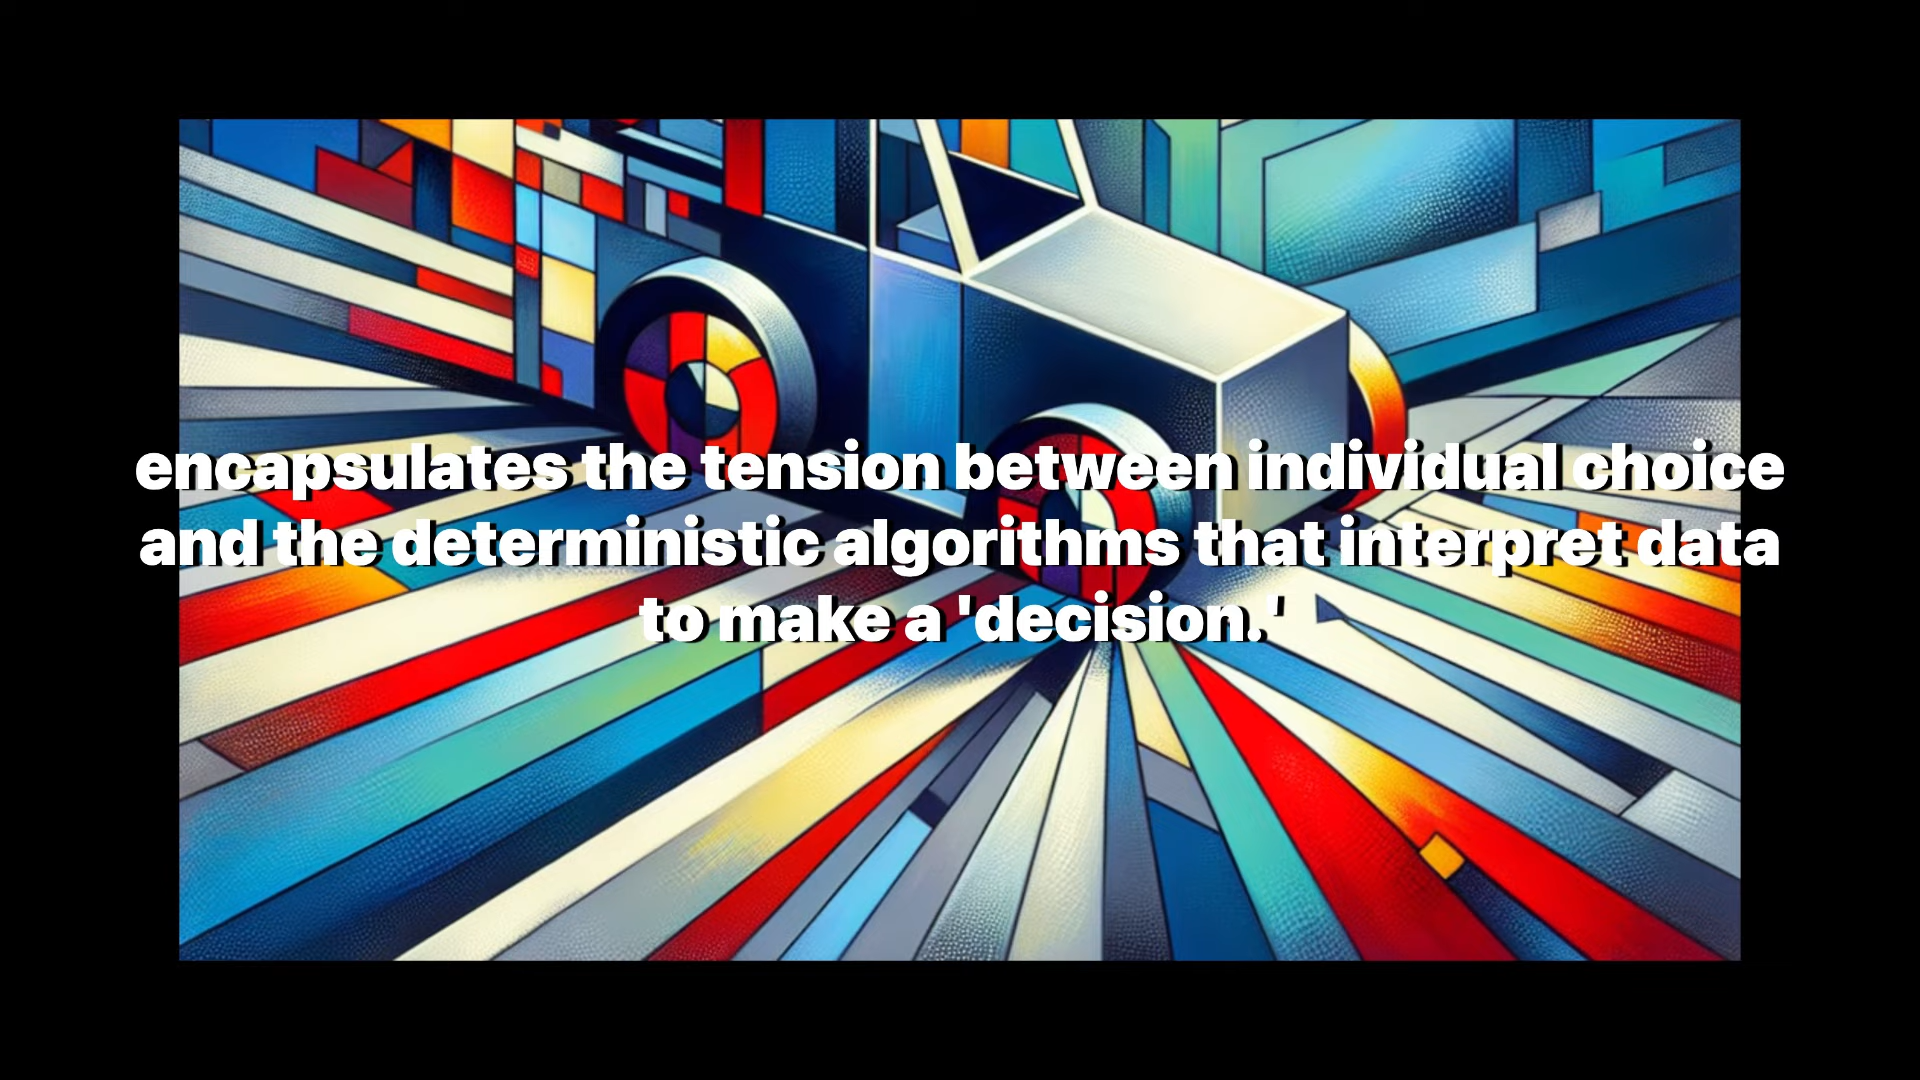 encapsulates the tension between individual choice
and the deterministic algorithms that interpret data
to make a 'decision.'